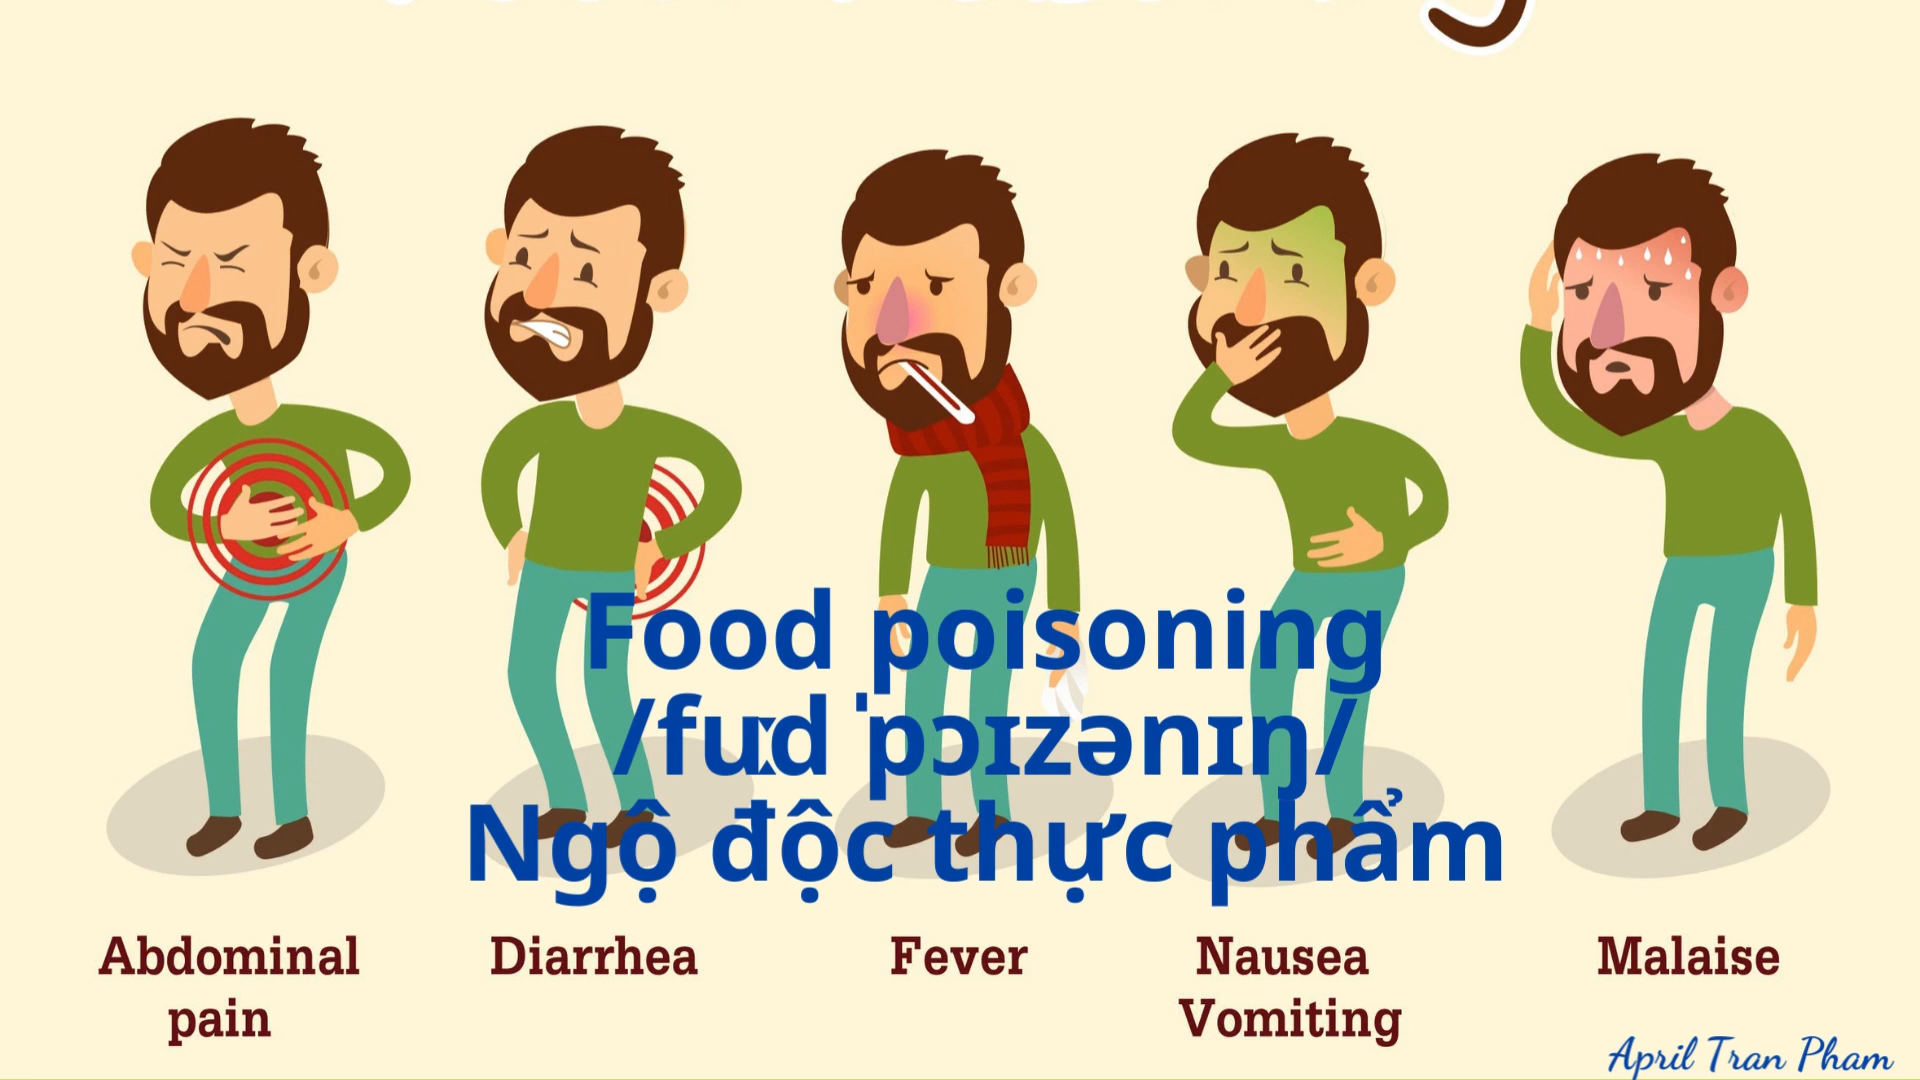 Food poisoning
/fuːd ˈpɔɪzənɪŋ/
Ngộ độc thực phẩm
Abdominal
pain
Diarrhea
Fever
Nausea
Vomiting
Malaise
April Tran Pham